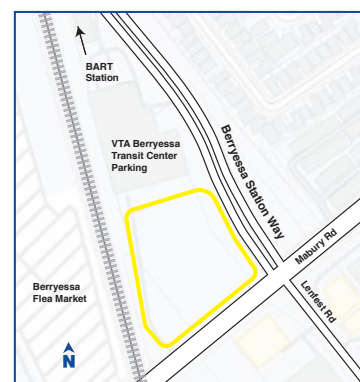 BART
Station
VTA Berryessa
Transit Center
Parking
Berryessa Station Way
Mabury Rd
Lenfest Rd
Berryessa
Flea Market
N